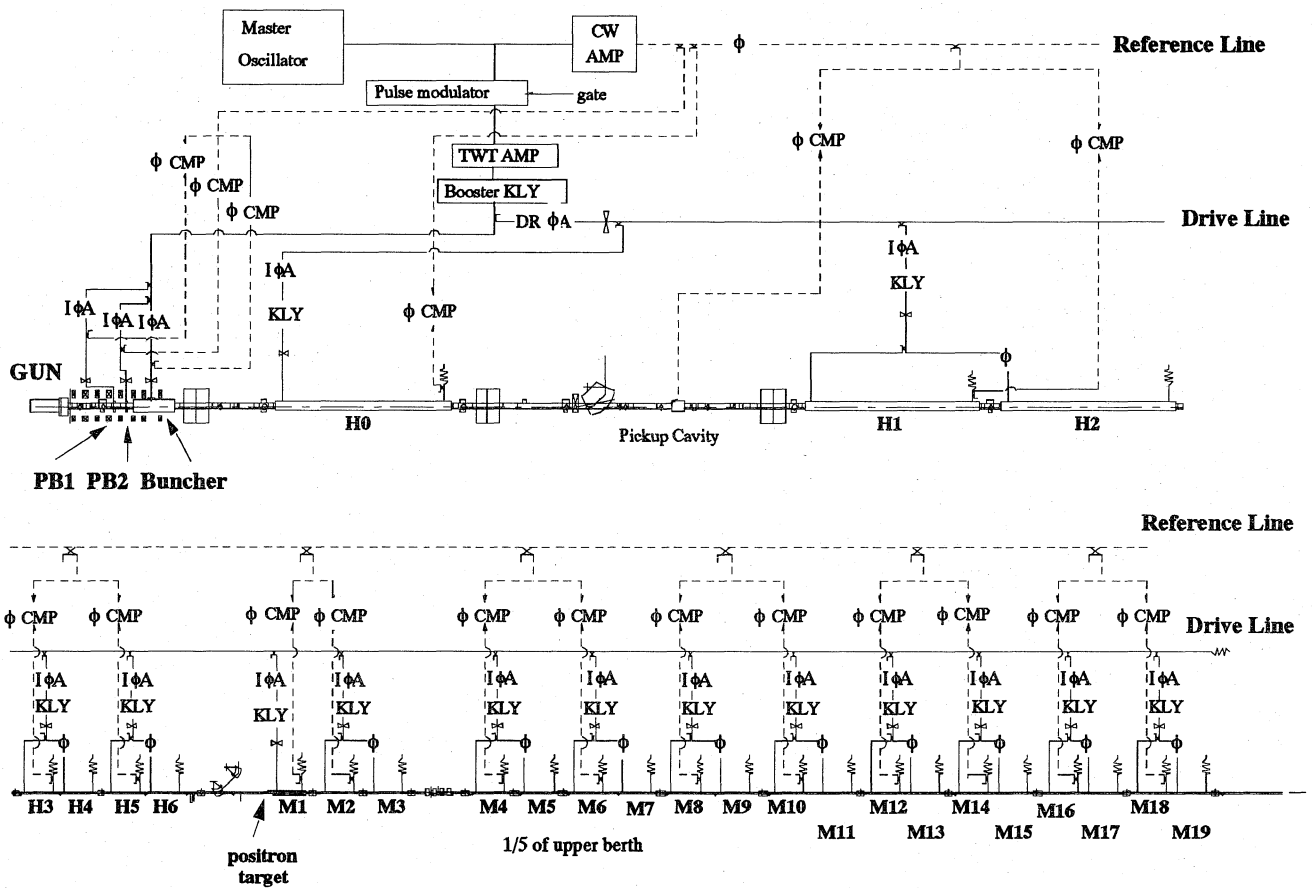 Master
Oscillator
CW
AMP
ϕ
Reference Line
Pulse modulator
gate
TWT AMP
Booster KLY
ϕ CMP
ϕ CMP
ϕ CMP
ϕ CMP
ϕ CMP
DR ϕA
Drive Line
IϕA
KLY
IϕA
KLY
IϕA
IϕA
IϕA
ϕ CMP
ϕ
GUN
H0
Pickup Cavity
H1
H2
PB1 PB2 Buncher
Reference Line
ϕ CMP ϕ CMP ϕ CMP ϕ CMP ϕ CMP ϕ CMP ϕ CMP ϕ CMP ϕ CMP ϕ CMP ϕ CMP ϕ CMP
Drive Line
IϕA IϕA IϕA IϕA IϕA IϕA IϕA IϕA IϕA IϕA IϕA IϕA
KLY KLY KLY KLY KLY KLY KLY KLY KLY KLY KLY KLY
ϕ ϕ ϕ ϕ ϕ ϕ ϕ ϕ ϕ ϕ ϕ
H3 H4 H5 H6 M1 M2 M3 M4 M5 M6 M7 M8 M9 M10 M12 M14 M16 M18
M11 M13 M15 M17 M19
1/5 of upper berth
positron
target